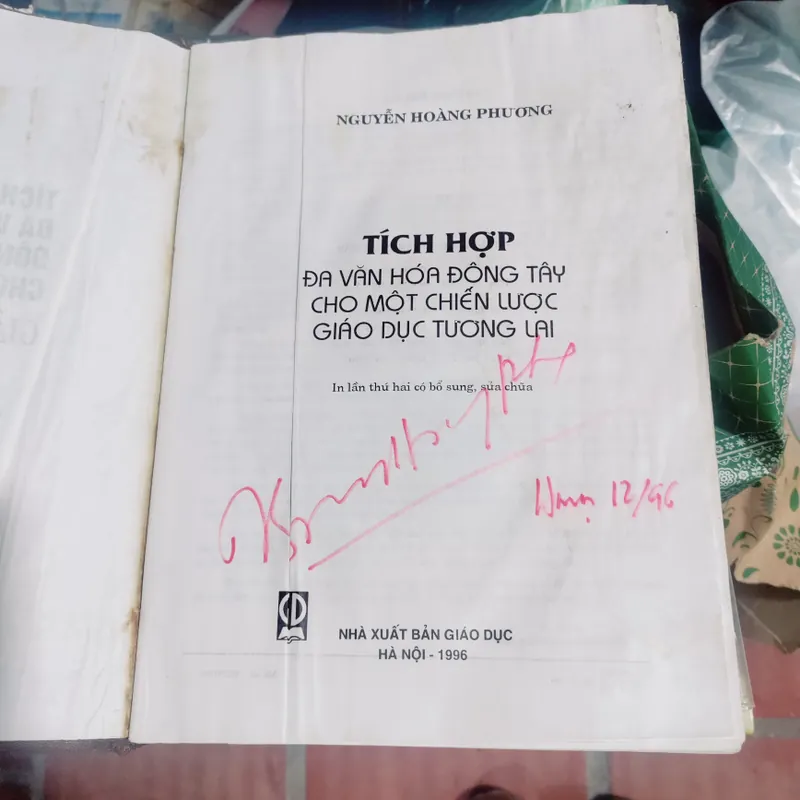 NGUYỄN HOÀNG PHƯƠNG
TÍCH HỢP
ĐA VĂN HÓA ĐÔNG TÂY
CHO MỘT CHIẾN LƯỢC
GIÁO DỤC TƯƠNG LAI
In lần thứ hai có bổ sung, sửa chữa
12/96
NHÀ XUẤT BẢN GIÁO DỤC
HÀ NỘI - 1996